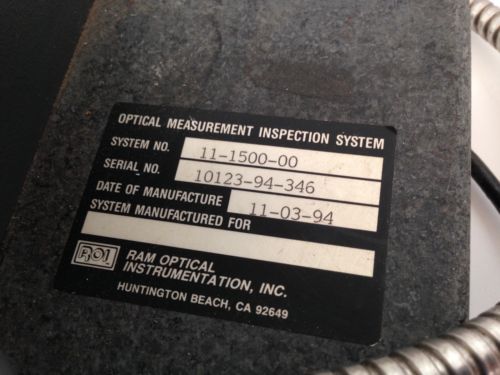 OPTICAL MEASUREMENT INSPECTION SYSTEM
SYSTEM NO. 11-1500-00
SERIAL NO. 10123-94-346
DATE OF MANUFACTURE 11-03-94
SYSTEM MANUFACTURED FOR
ROI RAM OPTICAL
INSTRUMENTATION, INC.
HUNTINGTON BEACH, CA 92649